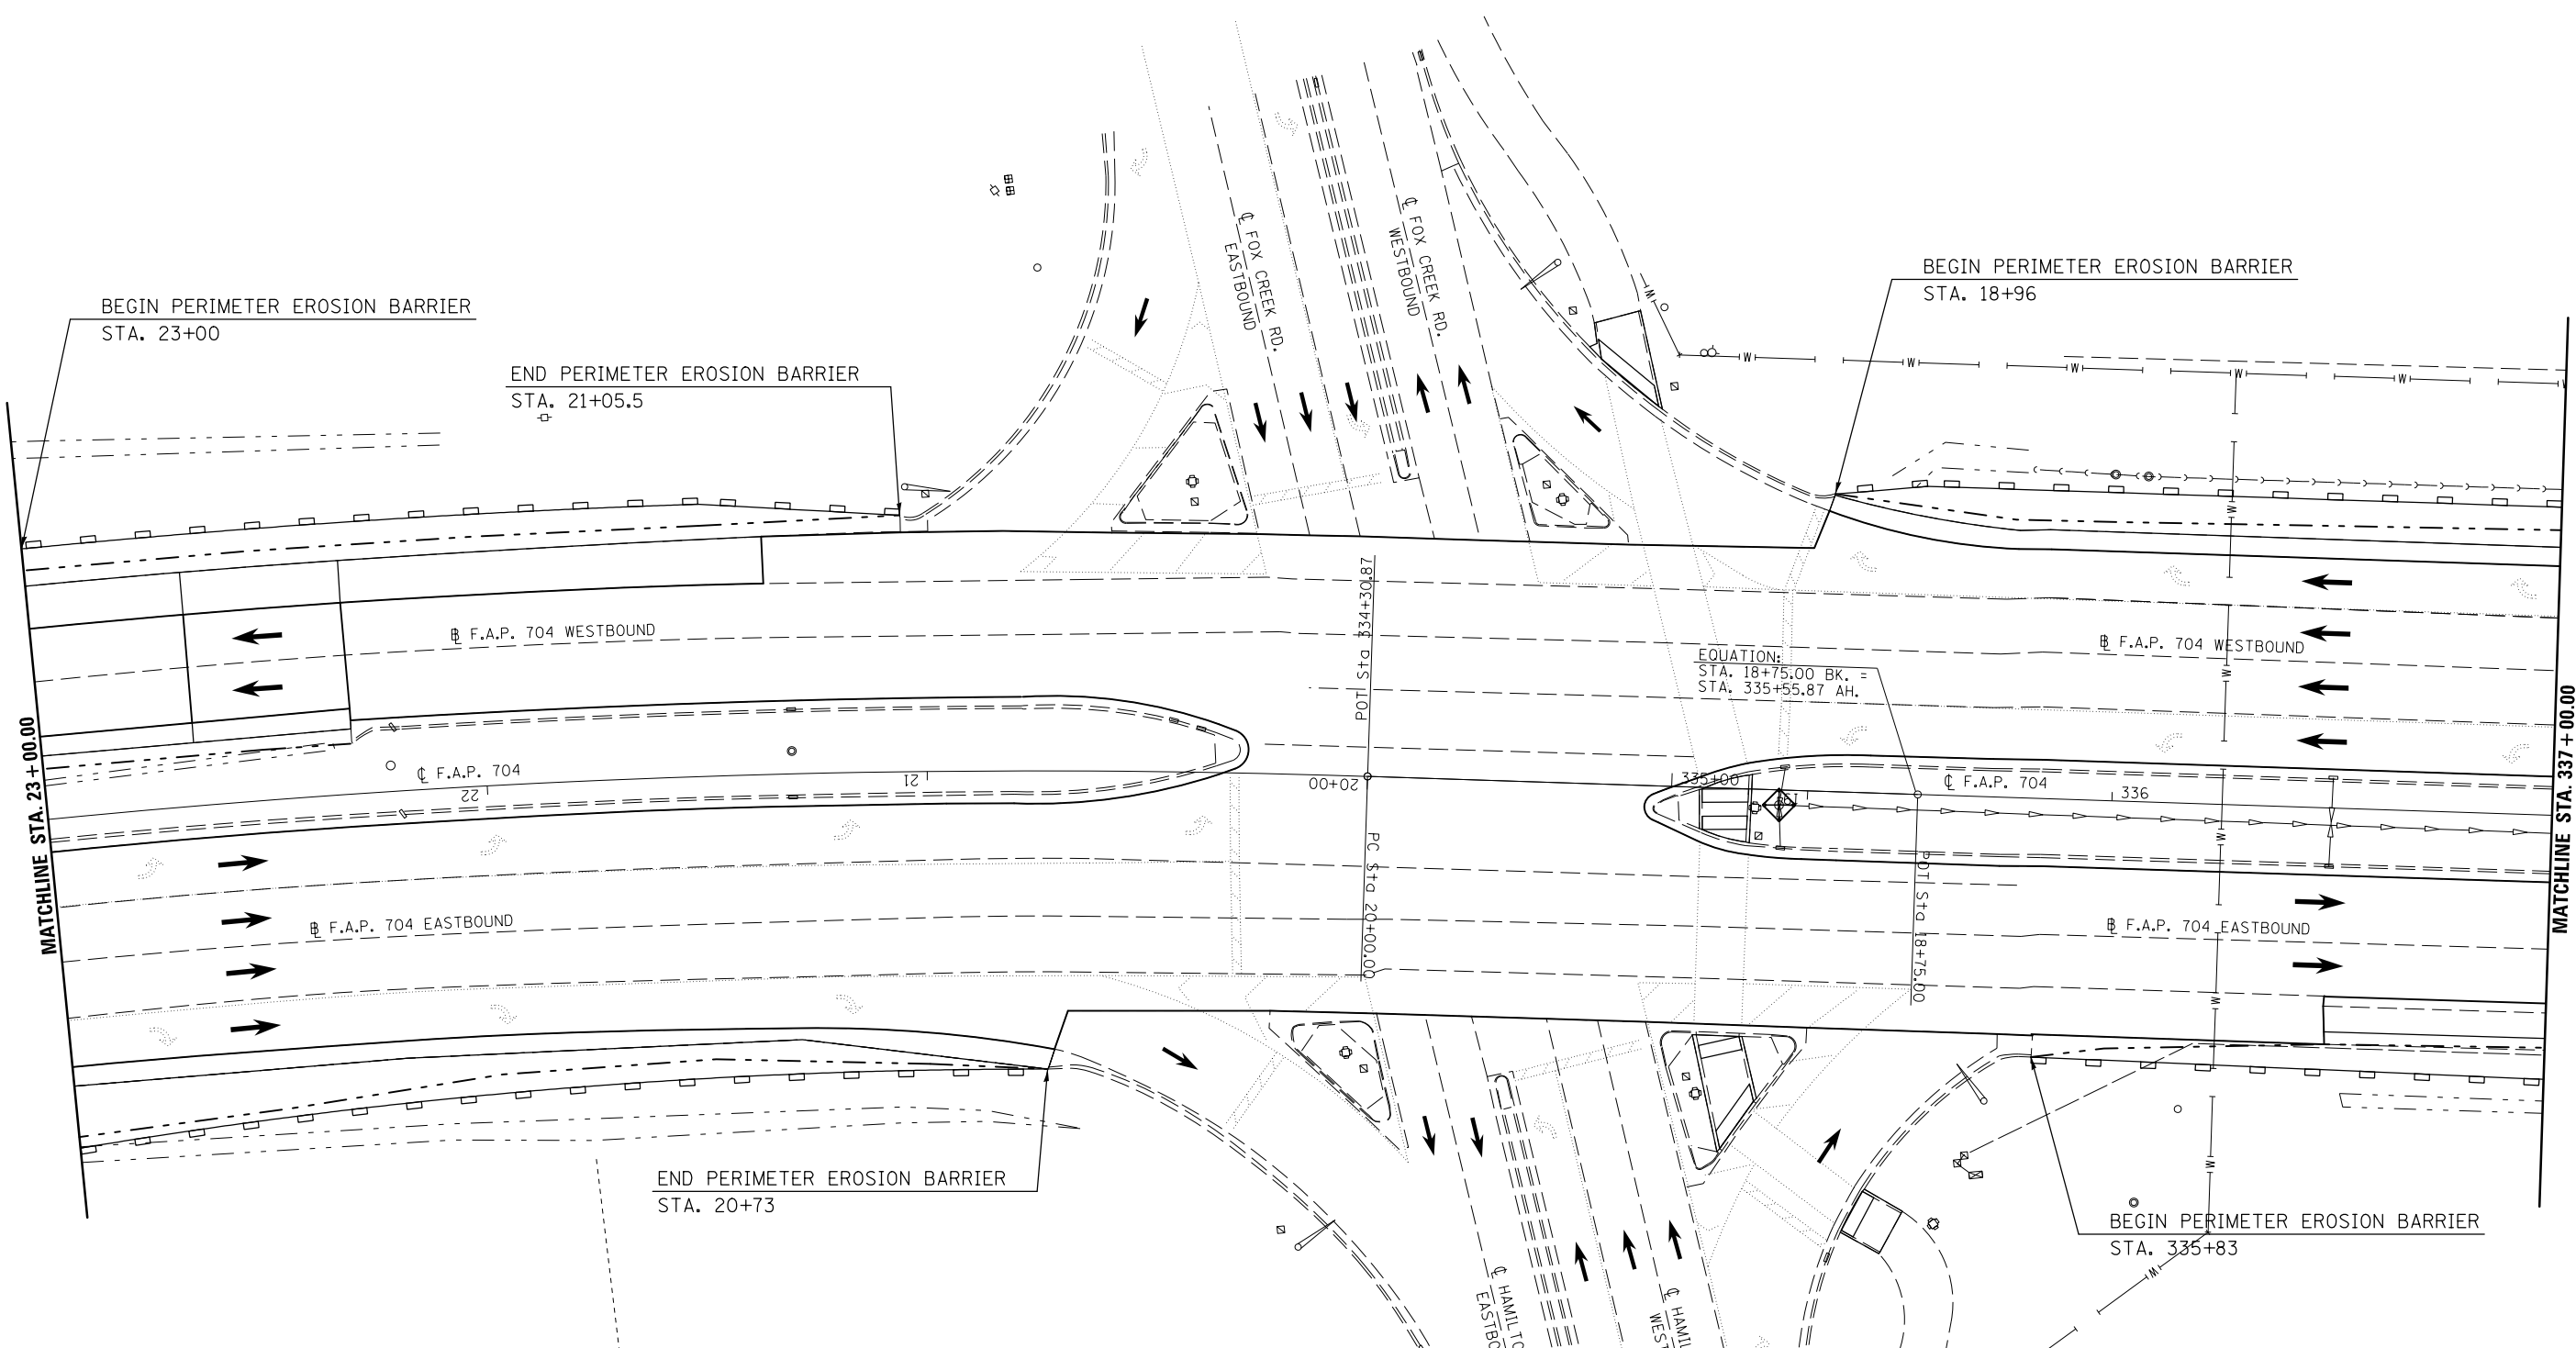 BEGIN PERIMETER EROSION BARRIER
STA. 23+00
END PERIMETER EROSION BARRIER
STA. 21+05.5
℄ FOX CREEK RD.
EASTBOUND
℄ FOX CREEK RD.
WESTBOUND
BEGIN PERIMETER EROSION BARRIER
STA. 18+96
W
W
W
W
W
W
W
W
W
W
W
W
W
W
℄ F.A.P. 704 WESTBOUND
POT Sta 334+30.87
EQUATION:
STA. 18+75.00 BK. =
STA. 335+55.87 AH.
℄ F.A.P. 704 WESTBOUND
MATCHLINE STA. 23+00.00
MATCHLINE STA. 337+00.00
℄ F.A.P. 704
22
21
20+00
335+00
19
℄ F.A.P. 704
336
PC Sta 20+00.00
POT Sta 18+75.00
℄ F.A.P. 704 EASTBOUND
℄ F.A.P. 704 EASTBOUND
END PERIMETER EROSION BARRIER
STA. 20+73
BEGIN PERIMETER EROSION BARRIER
STA. 335+83
℄ HAMILTO
EASTBO
℄ HAMIL
WEST